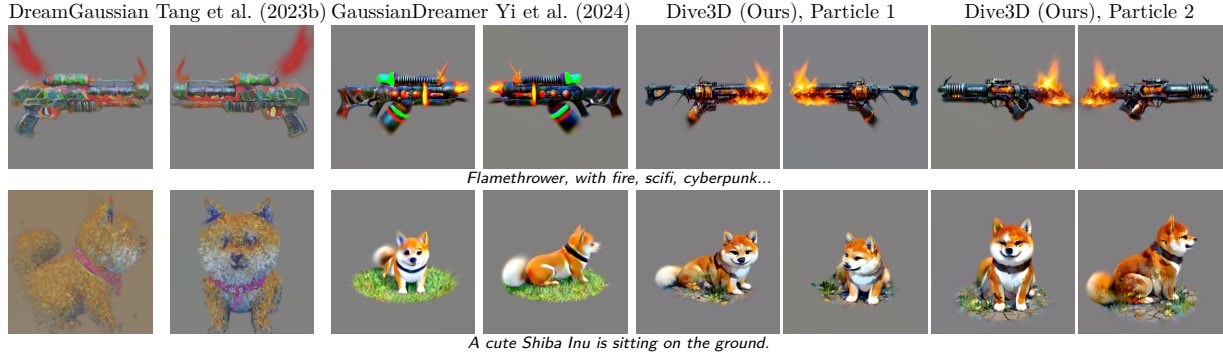 DreamGaussian Tang et al. (2023b) GaussianDreamer Yi et al. (2024) Dive3D (Ours), Particle 1 Dive3D (Ours), Particle 2
Flamethrower, with fire, scifi, cyberpunk...
A cute Shiba Inu is sitting on the ground.